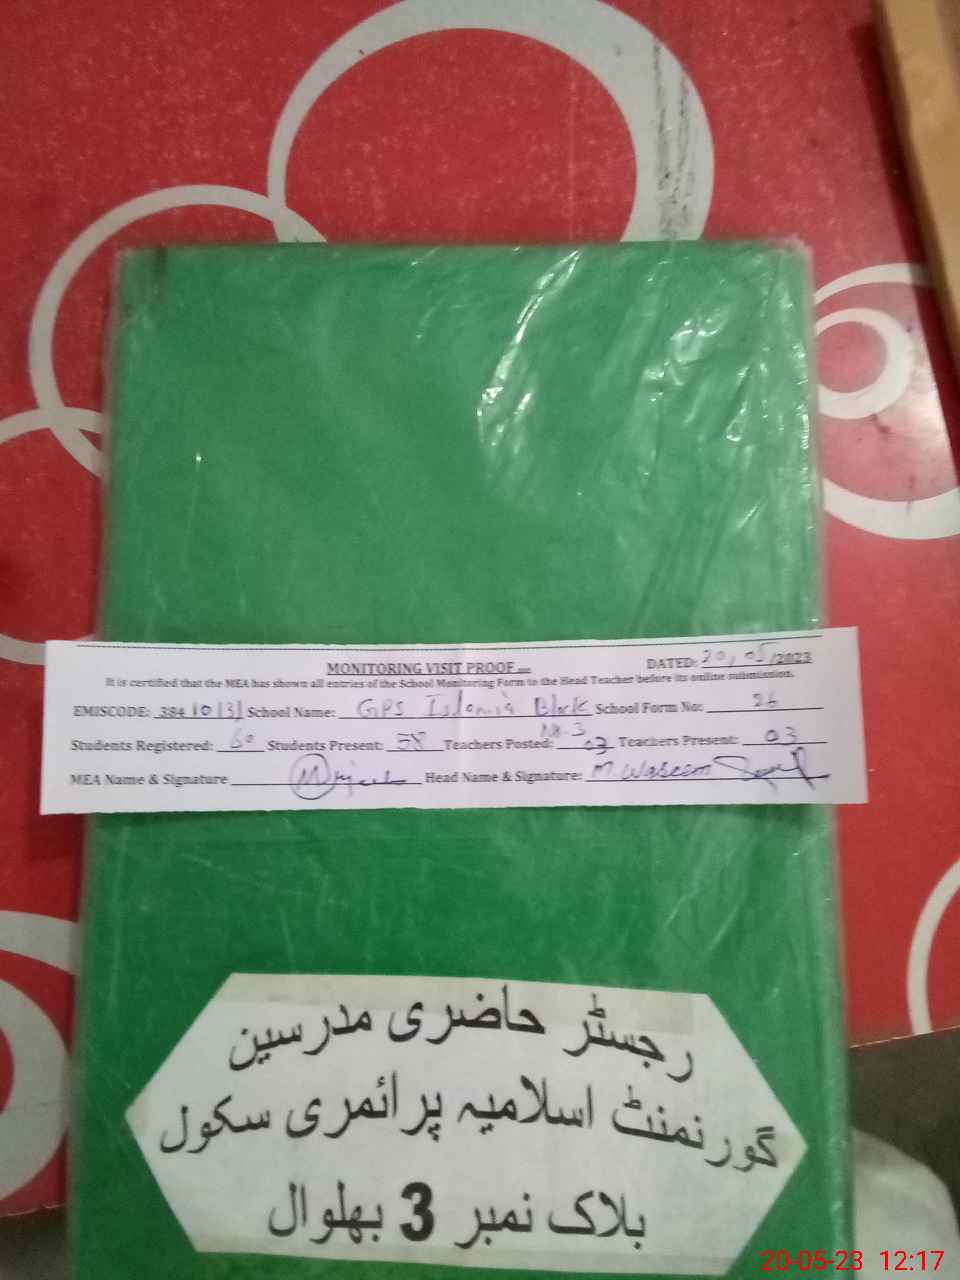 MONITORING VISIT PROOF
DATED: 20/05/2023
It is certified that the MEA has shown all entries of the School Monitoring Form to the Head Teacher before its online submission.
EMISCODE: 38410131 School Name: GPS Islamia Block No-3 School Form No: 26
Students Registered: 60 Students Present: 58 Teachers Posted: 03 Teachers Present: 03
MEA Name & Signature Head Name & Signature: M. Waseem
رجسٹر حاضری مدرسین
گورنمنٹ اسلامیہ پرائمری سکول
بلاک نمبر 3 بھلوال
20-05-23 12:17